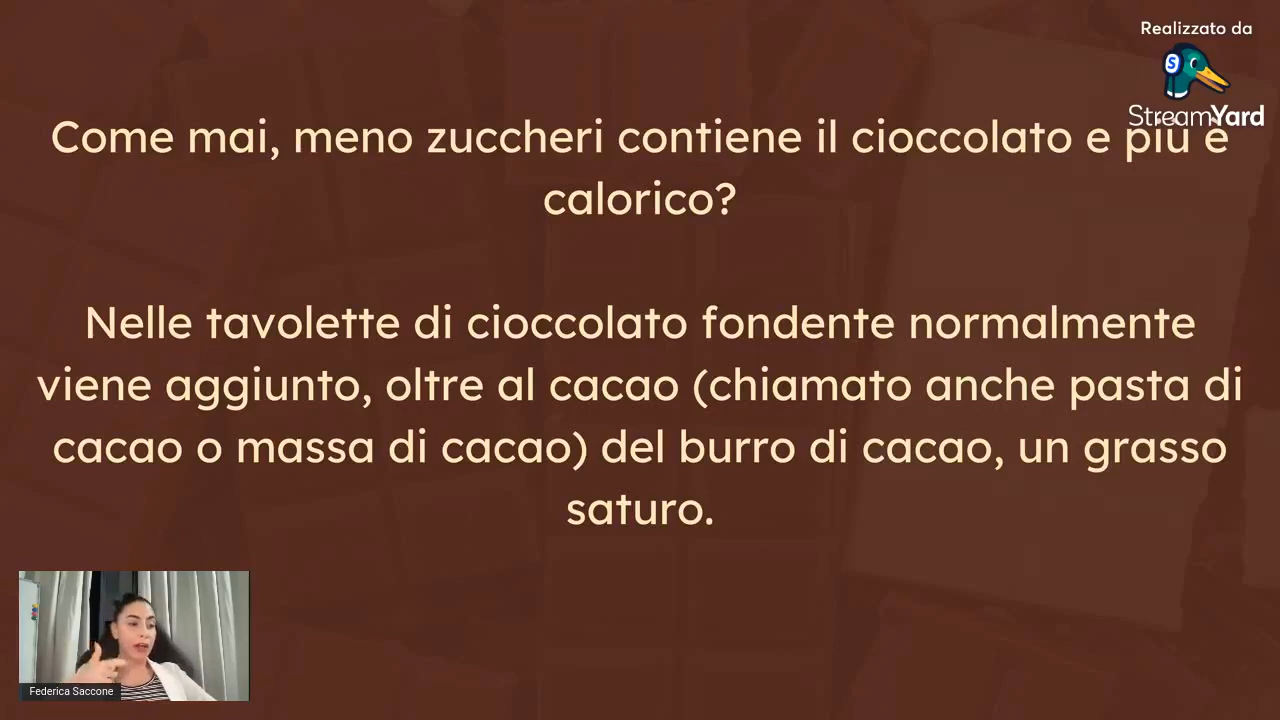 Realizzato da
S
StreamYard
Come mai, meno zuccheri contiene il cioccolato e più è
calorico?
Nelle tavolette di cioccolato fondente normalmente
viene aggiunto, oltre al cacao (chiamato anche pasta di
cacao o massa di cacao) del burro di cacao, un grasso
saturo.
Federica Saccone